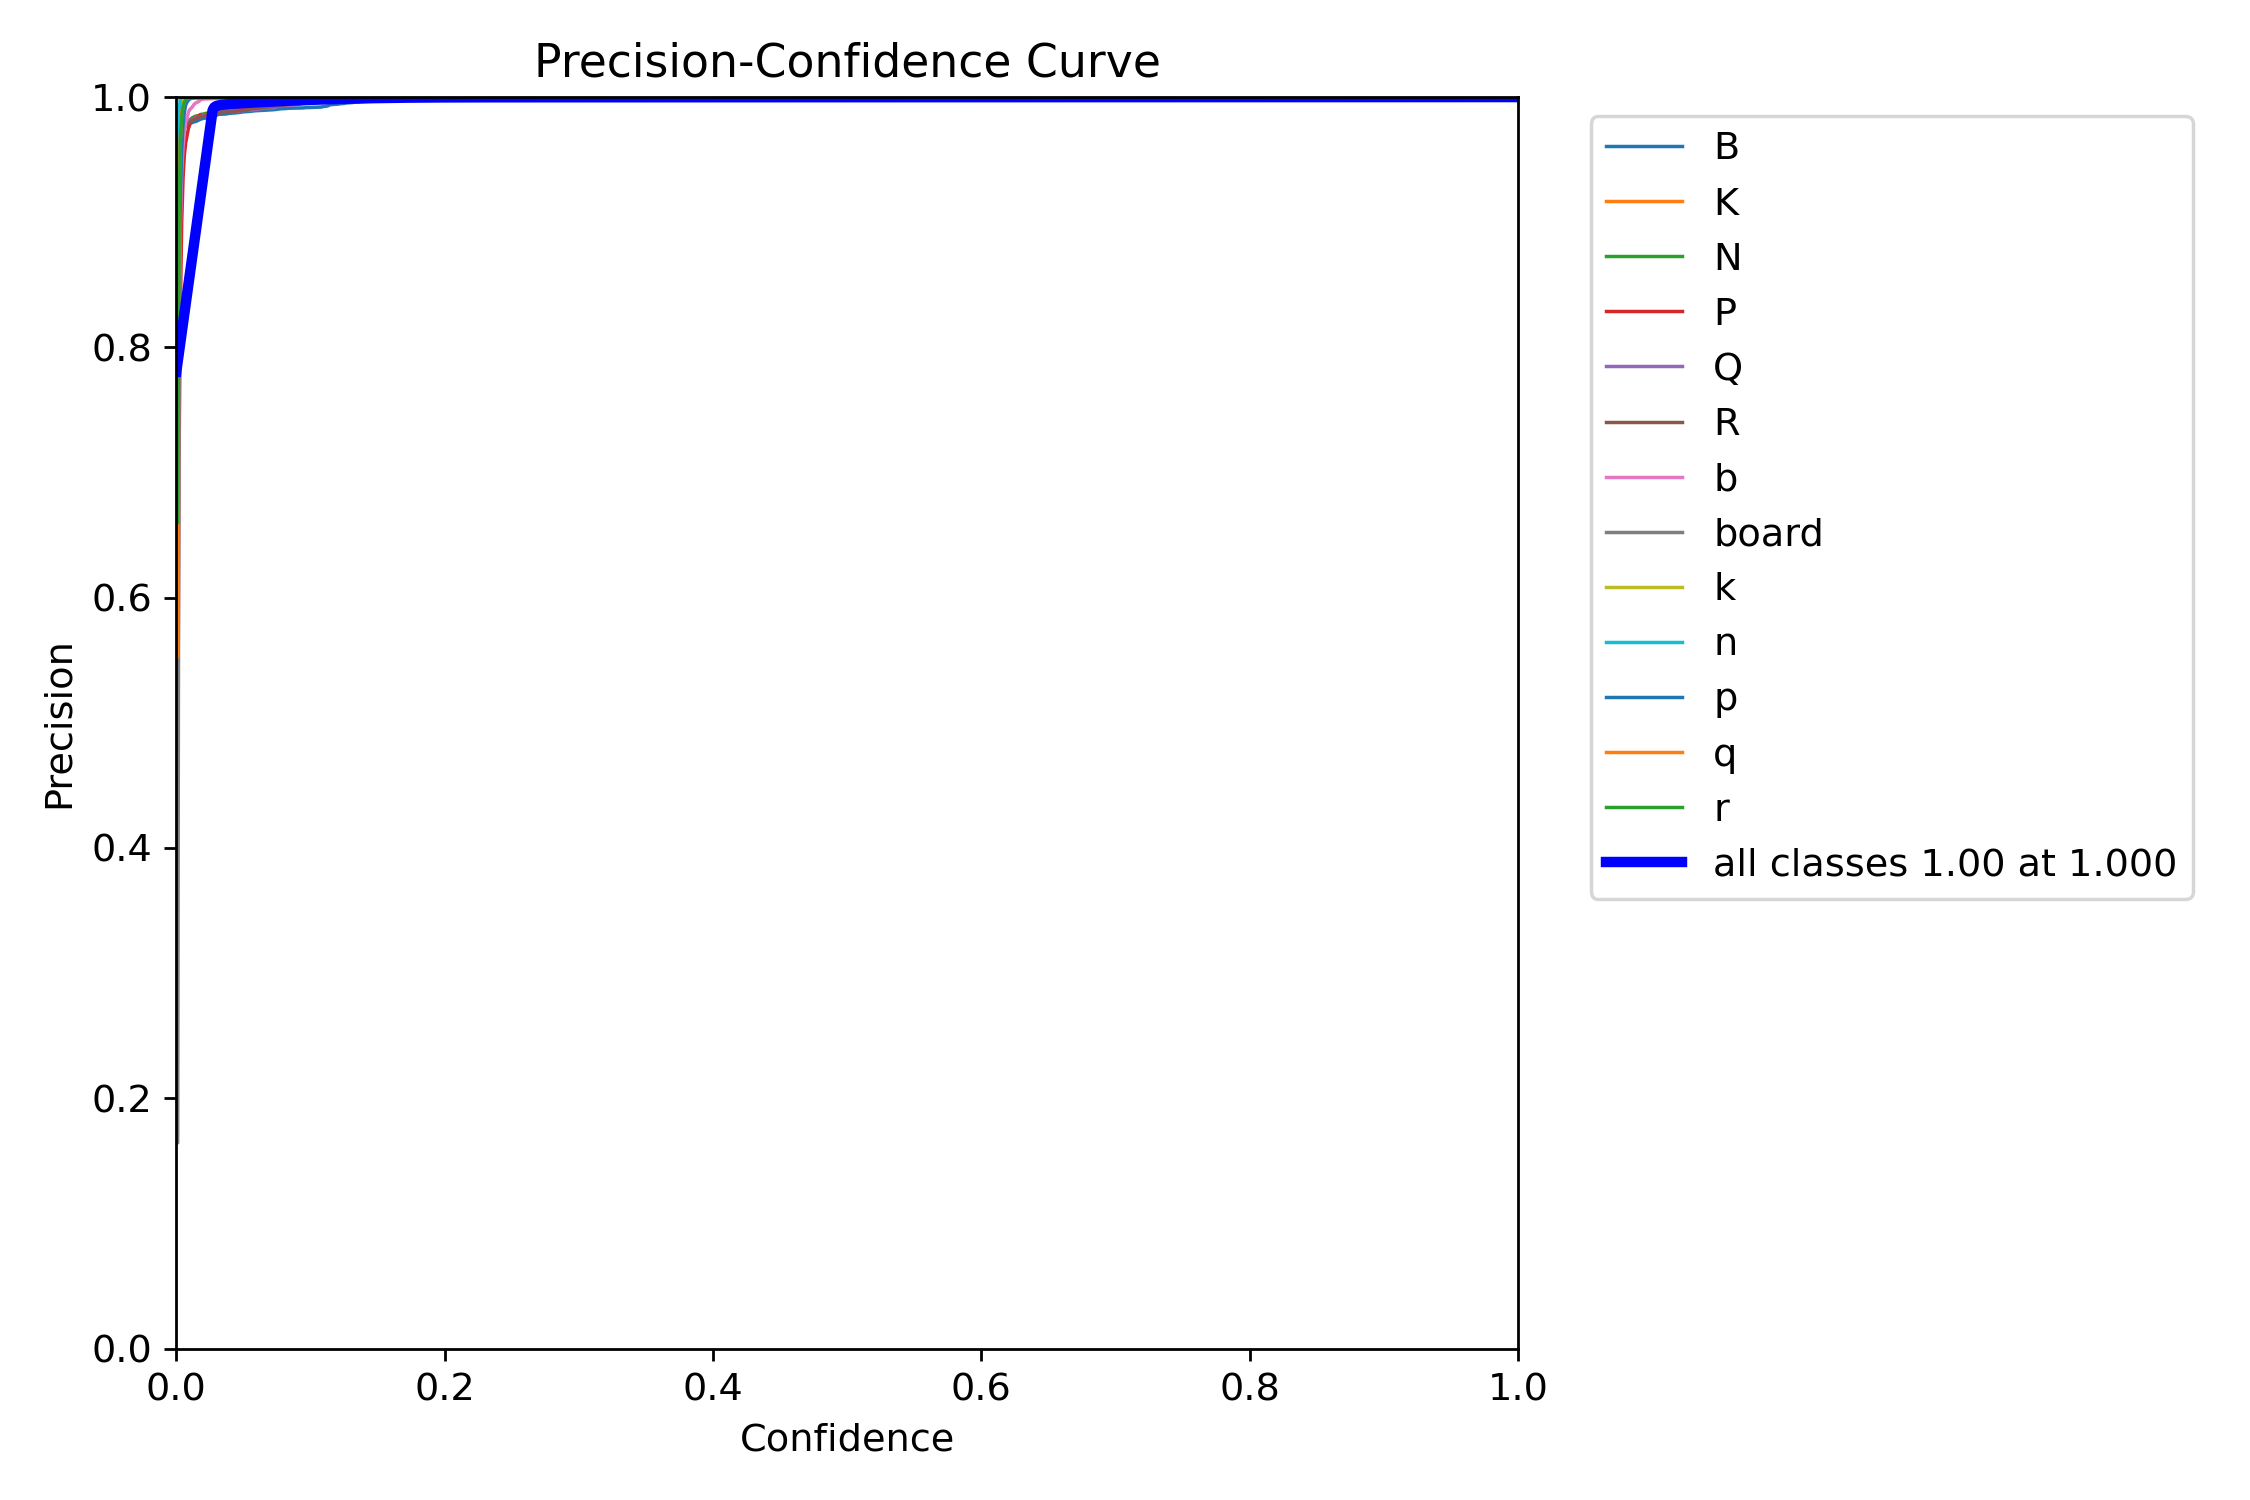 Precision-Confidence Curve
1.0
0.8
0.6
0.4
0.2
0.0
Precision
0.0 0.2 0.4 0.6 0.8 1.0
Confidence
B
K
N
P
Q
R
b
board
k
n
p
q
r
all classes 1.00 at 1.000